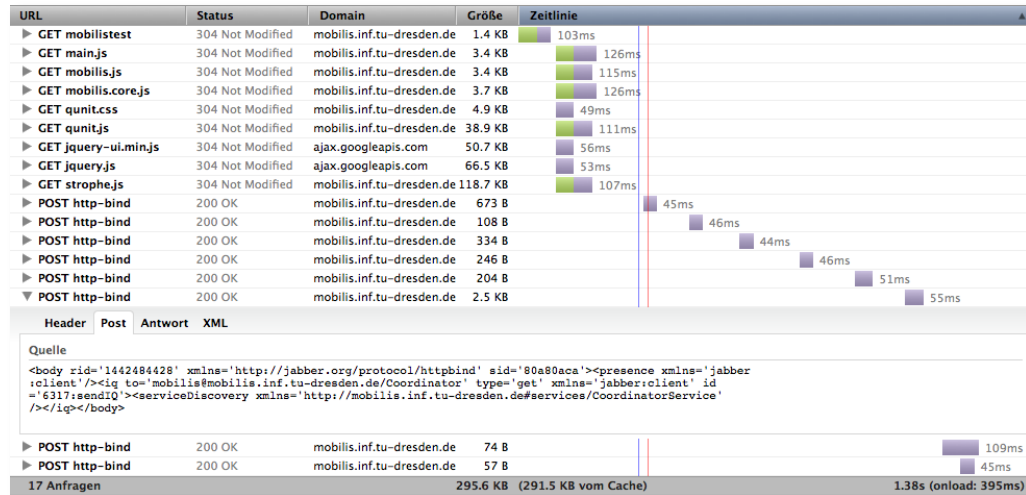 URL Status Domain Größe Zeitlinie
GET mobilistest 304 Not Modified mobilis.inf.tu-dresden.de 1.4 KB 103ms
GET main.js 304 Not Modified mobilis.inf.tu-dresden.de 3.4 KB 126ms
GET mobilis.js 304 Not Modified mobilis.inf.tu-dresden.de 3.4 KB 115ms
GET mobilis.core.js 304 Not Modified mobilis.inf.tu-dresden.de 3.7 KB 126ms
GET qunit.css 304 Not Modified mobilis.inf.tu-dresden.de 4.9 KB 49ms
GET qunit.js 304 Not Modified mobilis.inf.tu-dresden.de 38.9 KB 111ms
GET jquery-ui.min.js 304 Not Modified ajax.googleapis.com 50.7 KB 56ms
GET jquery.js 304 Not Modified ajax.googleapis.com 66.5 KB 53ms
GET strophe.js 304 Not Modified mobilis.inf.tu-dresden.de 118.7 KB 107ms
POST http-bind 200 OK mobilis.inf.tu-dresden.de 673 B 45ms
POST http-bind 200 OK mobilis.inf.tu-dresden.de 108 B 46ms
POST http-bind 200 OK mobilis.inf.tu-dresden.de 334 B 44ms
POST http-bind 200 OK mobilis.inf.tu-dresden.de 246 B 46ms
POST http-bind 200 OK mobilis.inf.tu-dresden.de 204 B 51ms
POST http-bind 200 OK mobilis.inf.tu-dresden.de 2.5 KB 55ms
Header Post Antwort XML
Quelle
<body rid='1442484428' xmlns='http://jabber.org/protocol/httpbind' sid='80a80aca'><presence xmlns='jabber
:client'/><iq to='mobilis@mobilis.inf.tu-dresden.de/Coordinator' type='get' xmlns='jabber:client' id
='6317:sendIQ'><serviceDiscovery xmlns='http://mobilis.inf.tu-dresden.de#services/CoordinatorService'
/></iq></body>
POST http-bind 200 OK mobilis.inf.tu-dresden.de 74 B 109ms
POST http-bind 200 OK mobilis.inf.tu-dresden.de 57 B 45ms
17 Anfragen 295.6 KB (291.5 KB vom Cache) 1.38s (onload: 395ms)